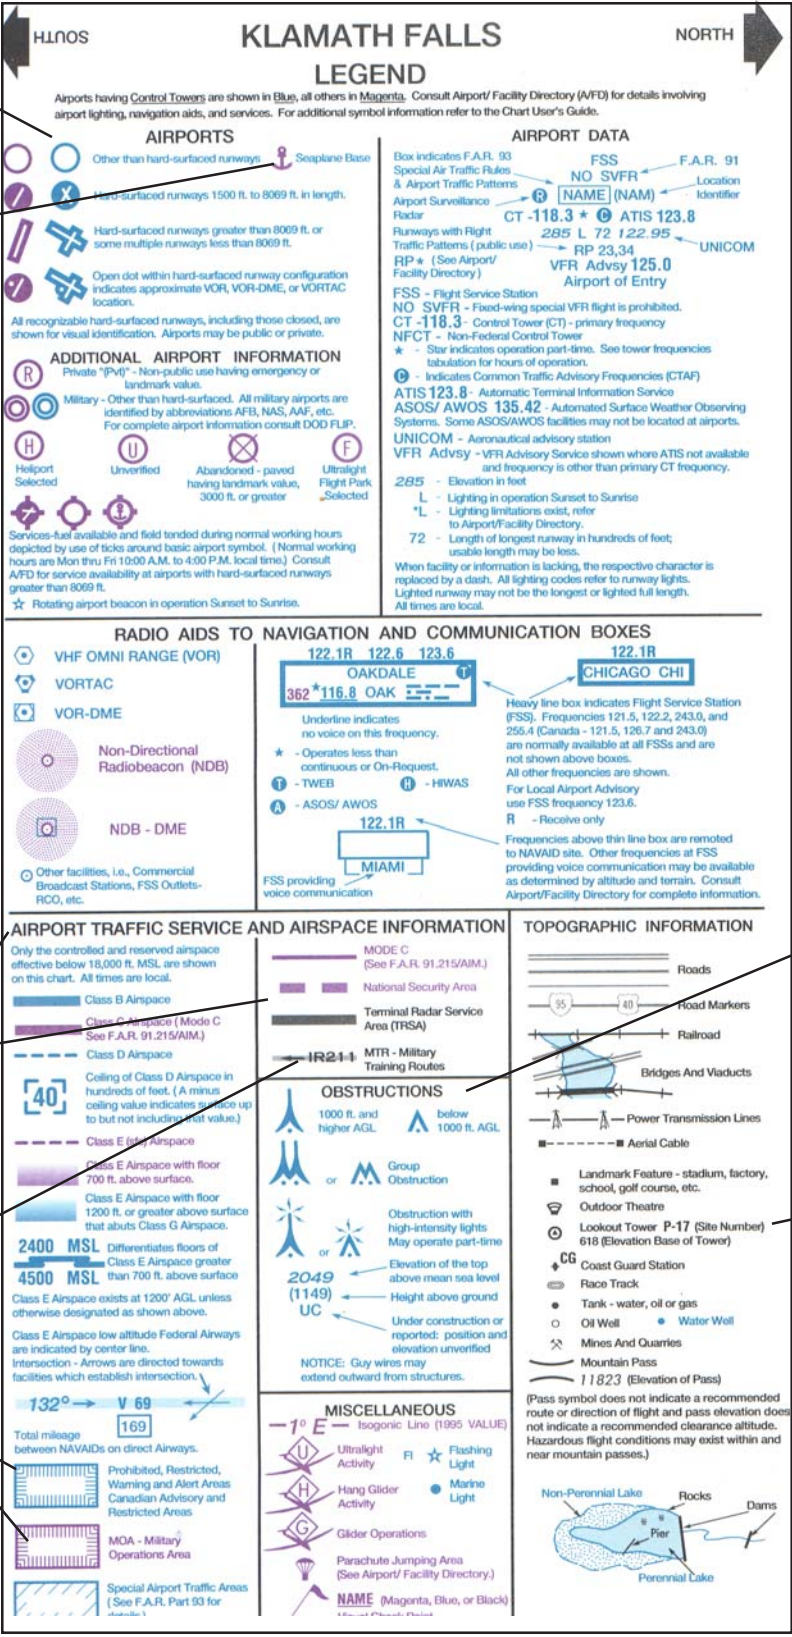 SOUTH
KLAMATH FALLS
NORTH
LEGEND
Airports having Control Towers are shown in Blue, all others in Magenta. Consult Airport/ Facility Directory (A/FD) for details involving
airport lighting, navigation aids, and services. For additional symbol information refer to the Chart User's Guide.
AIRPORTS
Other than hard-surfaced runways
Seaplane Base
Hard-surfaced runways 1500 ft. to 8069 ft. in length.
Hard-surfaced runways greater than 8069 ft. or
some multiple runways less than 8069 ft.
Open dot within hard-surfaced runway configuration
indicates approximate VOR, VOR-DME, or VORTAC
location.
All recognizable hard-surfaced runways, including those closed, are
shown for visual identification. Airports may be public or private.
ADDITIONAL AIRPORT INFORMATION
R
Private "(Pvt)" - Non-public use having emergency or
landmark value.
Military - Other than hard-surfaced. All military airports are
identified by abbreviations AFB, NAS, AAF, etc.
For complete airport information consult DOD FLIP.
H
U
F
Heliport
Selected
Unverified
Abandoned - paved
having landmark value,
3000 ft. or greater
Ultralight
Flight Park
Selected
Services-fuel available and field tended during normal working hours
depicted by use of ticks around basic airport symbol. ( Normal working
hours are Mon thru Fri 10:00 A.M. to 4:00 P.M. local time.) Consult
A/FD for service availability at airports with hard-surfaced runways
greater than 8069 ft.
☆ Rotating airport beacon in operation Sunset to Sunrise.
AIRPORT DATA
Box indicates F.A.R. 93
Special Air Traffic Rules
& Airport Traffic Patterns
Airport Surveillance
Radar
Runways with Right
Traffic Patterns ( public use )
RP★ ( See Airport/
Facility Directory )
FSS
NO SVFR
F.A.R. 91
R NAME (NAM)
Location
Identifier
CT -118.3 ★ C ATIS 123.8
285 L 72 122.95
UNICOM
RP 23,34
VFR Advsy 125.0
Airport of Entry
FSS - Flight Service Station
NO SVFR - Fixed-wing special VFR flight is prohibited.
CT -118.3 - Control Tower (CT) - primary frequency
NFCT - Non-Federal Control Tower
★ - Star indicates operation part-time. See tower frequencies
tabulation for hours of operation.
C - Indicates Common Traffic Advisory Frequencies (CTAF)
ATIS 123.8 - Automatic Terminal Information Service
ASOS/ AWOS 135.42 - Automated Surface Weather Observing
Systems. Some ASOS/AWOS facilities may not be located at airports.
UNICOM - Aeronautical advisory station
VFR Advsy - VFR Advisory Service shown where ATIS not available
and frequency is other than primary CT frequency.
285 - Elevation in feet
L - Lighting in operation Sunset to Sunrise
*L - Lighting limitations exist, refer
to Airport/Facility Directory.
72 - Length of longest runway in hundreds of feet;
usable length may be less.
When facility or information is lacking, the respective character is
replaced by a dash. All lighting codes refer to runway lights.
Lighted runway may not be the longest or lighted full length.
All times are local.
RADIO AIDS TO NAVIGATION AND COMMUNICATION BOXES
VHF OMNI RANGE (VOR)
VORTAC
VOR-DME
Non-Directional
Radiobeacon (NDB)
NDB - DME
Other facilities, i.e., Commercial
Broadcast Stations, FSS Outlets-
RCO, etc.
122.1R 122.6 123.6
OAKDALE T
362 ★116.8 OAK
Underline indicates
no voice on this frequency.
★ - Operates less than
continuous or On-Request.
T - TWEB
H - HIWAS
A - ASOS/ AWOS
122.1R
MIAMI
FSS providing
voice communication
122.1R
CHICAGO CHI
Heavy line box indicates Flight Service Station
(FSS). Frequencies 121.5, 122.2, 243.0, and
255.4 (Canada - 121.5, 126.7 and 243.0)
are normally available at all FSSs and are
not shown above boxes.
All other frequencies are shown.
For Local Airport Advisory
use FSS frequency 123.6.
R - Receive only
Frequencies above thin line box are remoted
to NAVAID site. Other frequencies at FSS
providing voice communication may be available
as determined by altitude and terrain. Consult
Airport/Facility Directory for complete information.
AIRPORT TRAFFIC SERVICE AND AIRSPACE INFORMATION
Only the controlled and reserved airspace
effective below 18,000 ft. MSL are shown
on this chart. All times are local.
Class B Airspace
Class C Airspace ( Mode C
See F.A.R. 91.215/AIM.)
Class D Airspace
40
Ceiling of Class D Airspace in
hundreds of feet. ( A minus
ceiling value indicates surface up
to but not including that value.)
Class E (sfc) Airspace
Class E Airspace with floor
700 ft. above surface.
Class E Airspace with floor
1200 ft. or greater above surface
that abuts Class G Airspace.
2400 MSL
4500 MSL
Differentiates floors of
Class E Airspace greater
than 700 ft. above surface
Class E Airspace exists at 1200' AGL unless
otherwise designated as shown above.
Class E Airspace low altitude Federal Airways
are indicated by center line.
Intersection - Arrows are directed towards
facilities which establish intersection.
132° → V 69
169
Total mileage
between NAVAIDs on direct Airways.
Prohibited, Restricted,
Warning and Alert Areas
Canadian Advisory and
Restricted Areas
MOA - Military
Operations Area
Special Airport Traffic Areas
( See F.A.R. Part 93 for
details.)
MODE C
(See F.A.R. 91.215/AIM.)
National Security Area
Terminal Radar Service
Area (TRSA)
IR211
MTR - Military
Training Routes
OBSTRUCTIONS
1000 ft. and
higher AGL
below
1000 ft. AGL
or
Group
Obstruction
or
Obstruction with
high-intensity lights
May operate part-time
2049
(1149)
UC
Elevation of the top
above mean sea level
Height above ground
Under construction or
reported: position and
elevation unverified
NOTICE: Guy wires may
extend outward from structures.
MISCELLANEOUS
1° E
Isogonic Line (1995 VALUE)
U
Ultralight
Activity
Fl
Flashing
Light
H
Hang Glider
Activity
Marine
Light
G
Glider Operations
Parachute Jumping Area
(See Airport/ Facility Directory.)
NAME (Magenta, Blue, or Black)
Visual Check Point
TOPOGRAPHIC INFORMATION
Roads
95
40
Road Markers
Railroad
Bridges And Viaducts
Power Transmission Lines
Aerial Cable
Landmark Feature - stadium, factory,
school, golf course, etc.
Outdoor Theatre
Lookout Tower P-17 (Site Number)
618 (Elevation Base of Tower)
CG
Coast Guard Station
Race Track
Tank - water, oil or gas
Oil Well
Water Well
Mines And Quarries
Mountain Pass
11823 (Elevation of Pass)
(Pass symbol does not indicate a recommended
route or direction of flight and pass elevation does
not indicate a recommended clearance altitude.
Hazardous flight conditions may exist within and
near mountain passes.)
Non-Perennial Lake
Rocks
Dams
Pier
Perennial Lake